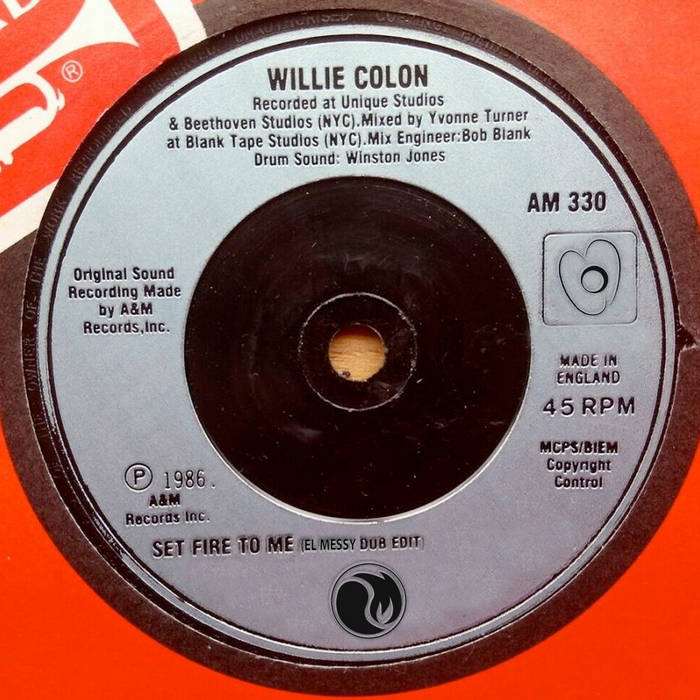 WILLIE COLON
Recorded at Unique Studios
& Beethoven Studios (NYC).Mixed by Yvonne Turner
at Blank Tape Studios (NYC).Mix Engineer:Bob Blank
Drum Sound: Winston Jones
AM 330
Original Sound
Recording Made
by A&M
Records,Inc.
MADE IN
ENGLAND
45 RPM
MCPS/BIEM
Copyright
Control
Ⓟ 1986.
A&M
Records Inc.
SET FIRE TO ME (EL MESSY DUB EDIT)
®